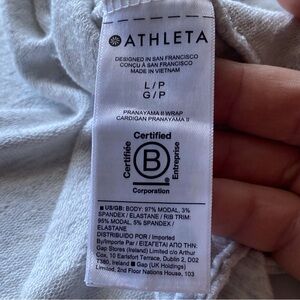 ATHLETA
DESIGNED IN SAN FRANCISCO
CONÇU À SAN FRANCISCO
MADE IN VIETNAM
L / P
G / P
PRANAYAMA II WRAP
CARDIGAN PRANAYAMA II
Certified
Certifiée
B
Entreprise
Corporation
■ US/GB: BODY: 97% MODAL, 3%
SPANDEX / ELASTANE / RIB TRIM:
95% MODAL, 5% SPANDEX /
ELASTANE
DISTRIBUIDO POR / Imported
By/Importé Par / ΕΙΣΑΓΕΤΑΙ ΑΠΟ ΤΗΝ:
Gap Stores (Ireland) Limited c/o Arthur
Cox, 10 Earlsfort Terrace, Dublin 2, D02
T380, Ireland ■ Gap (UK Holdings)
Limited, 2nd Floor Nations House, 103